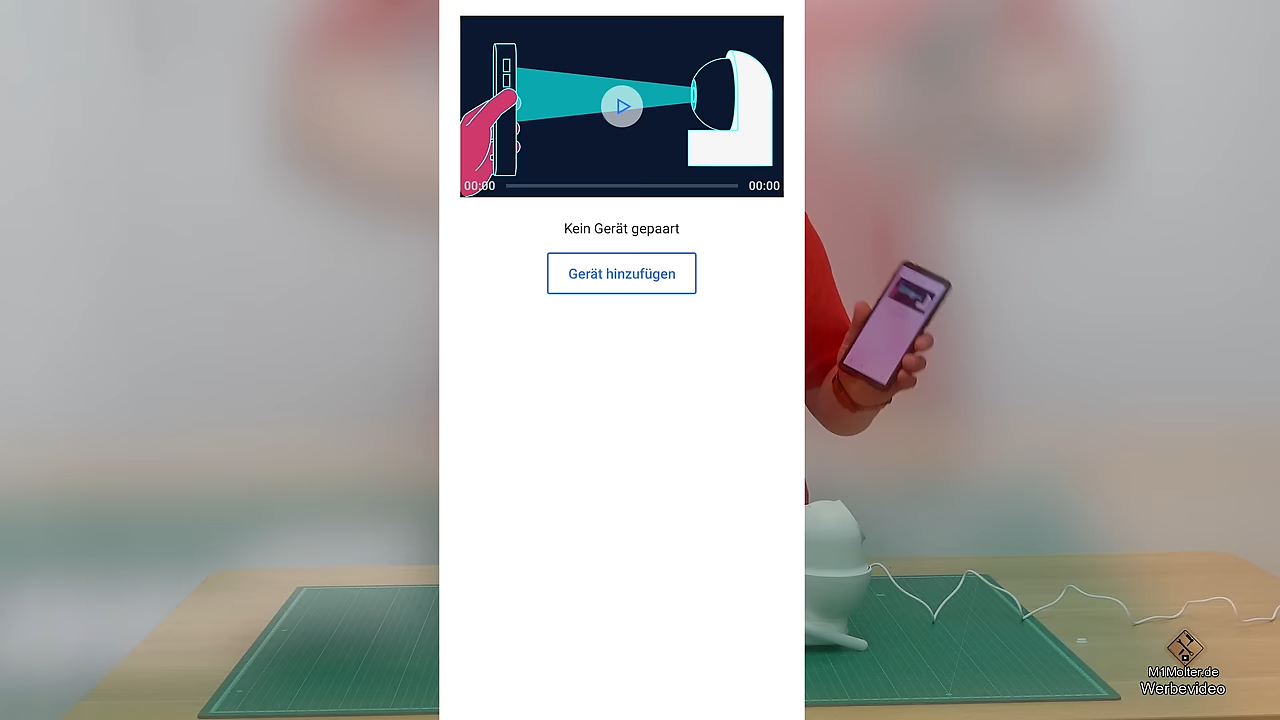 00:00
00:00
Kein Gerät gepaart
Gerät hinzufügen
M1Molter.de
Werbevideo